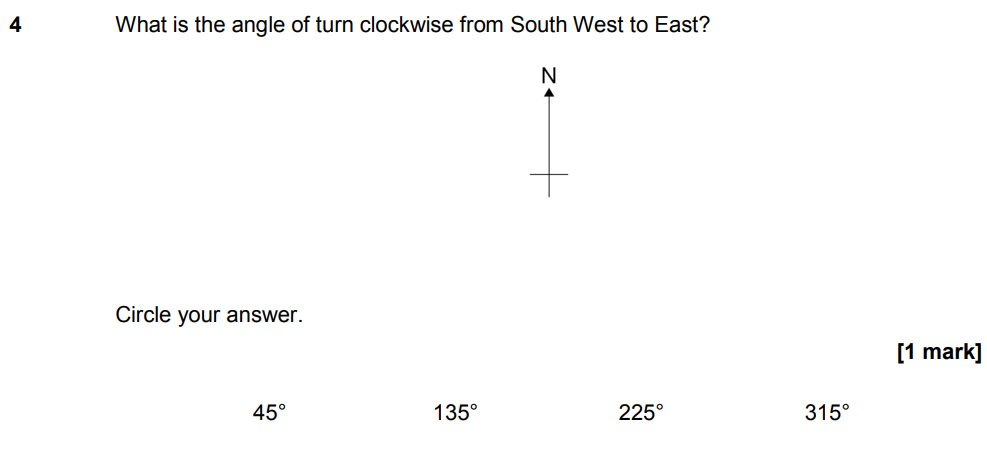 4 What is the angle of turn clockwise from South West to East?
N
Circle your answer.
[1 mark]
45° 135° 225° 315°